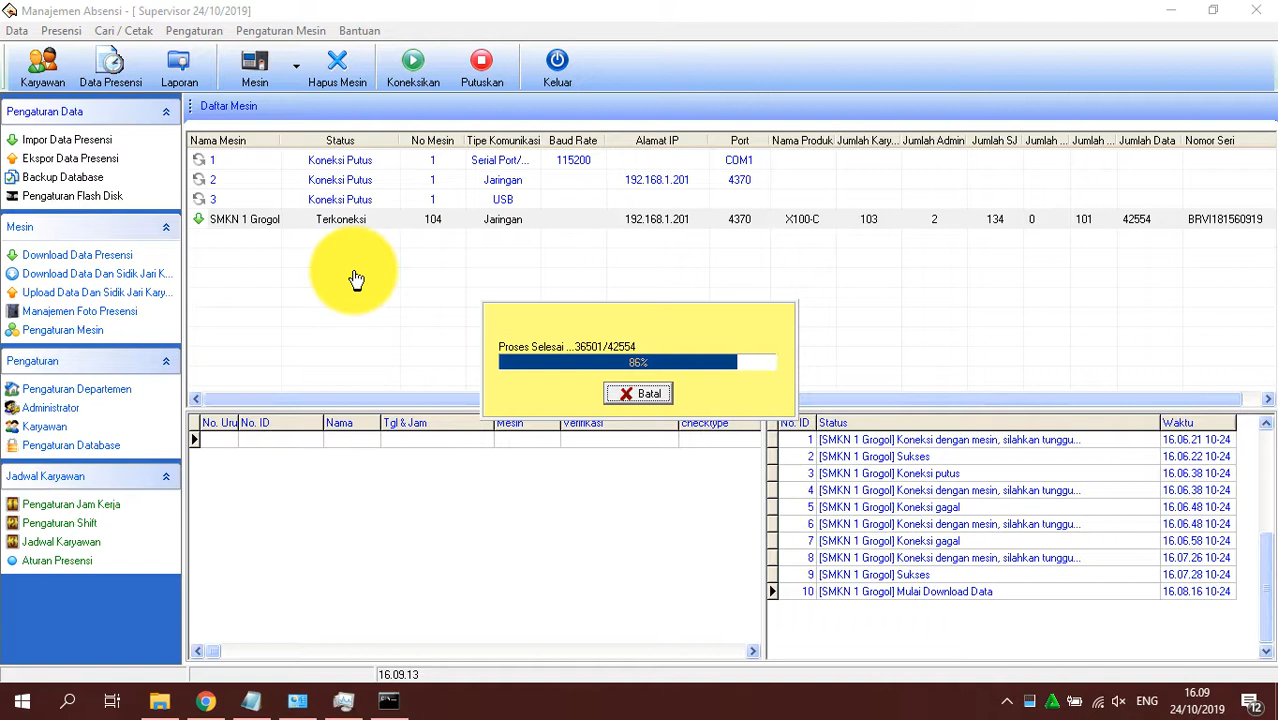 Manajemen Absensi - [ Supervisor 24/10/2019]
Data Presensi Cari / Cetak Pengaturan Pengaturan Mesin Bantuan
Karyawan Data Presensi Laporan Mesin Hapus Mesin Koneksikan Putuskan Keluar
Pengaturan Data
Impor Data Presensi
Ekspor Data Presensi
Backup Database
Pengaturan Flash Disk
Mesin
Download Data Presensi
Download Data Dan Sidik Jari K...
Upload Data Dan Sidik Jari Kary...
Manajemen Foto Presensi
Pengaturan Mesin
Pengaturan
Pengaturan Departemen
Administrator
Karyawan
Pengaturan Database
Jadwal Karyawan
Pengaturan Jam Kerja
Pengaturan Shift
Jadwal Karyawan
Aturan Presensi
Daftar Mesin
Nama Mesin Status No Mesin Tipe Komunikasi Baud Rate Alamat IP Port Nama Produk Jumlah Kary... Jumlah Admin Jumlah SJ Jumlah ... Jumlah ... Jumlah Data Nomor Seri
1 Koneksi Putus 1 Serial Port/... 115200 COM1
2 Koneksi Putus 1 Jaringan 192.168.1.201 4370
3 Koneksi Putus 1 USB
SMKN 1 Grogol Terkoneksi 104 Jaringan 192.168.1.201 4370 X100-C 103 2 134 0 101 42554 BRVI181560919
Proses Selesai ...36501/42554
86%
Batal
No. Uru No. ID Nama Tgl & Jam Mesin Verifikasi checktype
No. ID Status Waktu
1 [SMKN 1 Grogol] Koneksi dengan mesin, silahkan tunggu... 16.06.21 10-24
2 [SMKN 1 Grogol] Sukses 16.06.22 10-24
3 [SMKN 1 Grogol] Koneksi putus 16.06.38 10-24
4 [SMKN 1 Grogol] Koneksi dengan mesin, silahkan tunggu... 16.06.38 10-24
5 [SMKN 1 Grogol] Koneksi gagal 16.06.48 10-24
6 [SMKN 1 Grogol] Koneksi dengan mesin, silahkan tunggu... 16.06.48 10-24
7 [SMKN 1 Grogol] Koneksi gagal 16.06.58 10-24
8 [SMKN 1 Grogol] Koneksi dengan mesin, silahkan tunggu... 16.07.26 10-24
9 [SMKN 1 Grogol] Sukses 16.07.28 10-24
10 [SMKN 1 Grogol] Mulai Download Data 16.08.16 10-24
16.09.13
ENG
16.09
24/10/2019
12